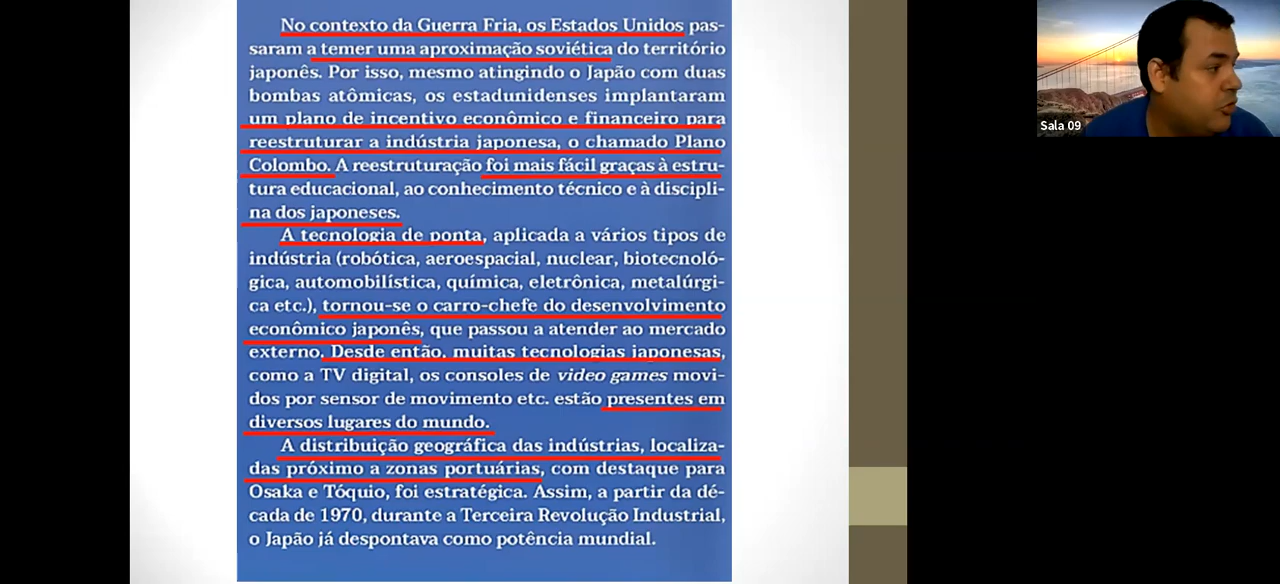 No contexto da Guerra Fria, os Estados Unidos pas-
saram a temer uma aproximação soviética do território
japonês. Por isso, mesmo atingindo o Japão com duas
bombas atômicas, os estadunidenses implantaram
um plano de incentivo econômico e financeiro para
reestruturar a indústria japonesa, o chamado Plano
Colombo. A reestruturação foi mais fácil graças à estru-
tura educacional, ao conhecimento técnico e à discipli-
na dos japoneses.
A tecnologia de ponta, aplicada a vários tipos de
indústria (robótica, aeroespacial, nuclear, biotecnoló-
gica, automobilística, química, eletrônica, metalúrgi-
ca etc.), tornou-se o carro-chefe do desenvolvimento
econômico japonês, que passou a atender ao mercado
externo. Desde então, muitas tecnologias japonesas,
como a TV digital, os consoles de video games movi-
dos por sensor de movimento etc. estão presentes em
diversos lugares do mundo.
A distribuição geográfica das indústrias, localiza-
das próximo a zonas portuárias, com destaque para
Osaka e Tóquio, foi estratégica. Assim, a partir da dé-
cada de 1970, durante a Terceira Revolução Industrial,
o Japão já despontava como potência mundial.
Sala 09